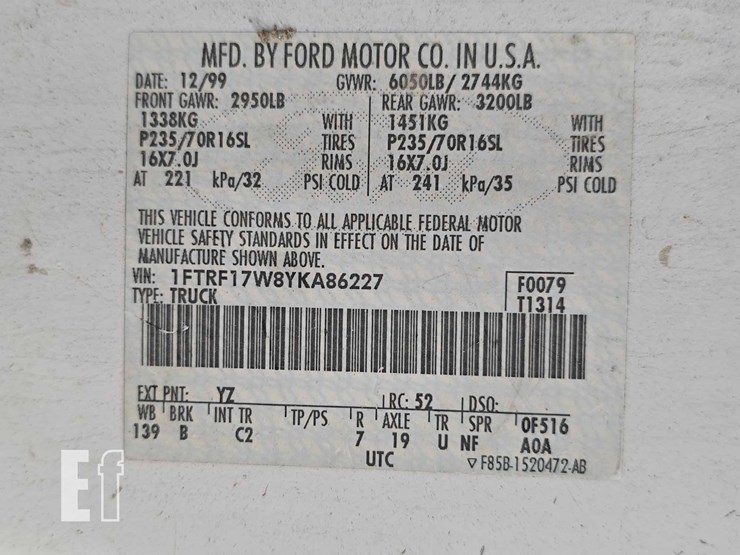 MFD. BY FORD MOTOR CO. IN U.S.A.
DATE: 12/99 GVWR: 6050LB/ 2744KG
FRONT GAWR: 2950LB REAR GAWR: 3200LB
1338KG WITH 1451KG WITH
P235/70R16SL TIRES P235/70R16SL TIRES
16X7.0J RIMS 16X7.0J RIMS
AT 221 kPa/32 PSI COLD AT 241 kPa/35 PSI COLD
THIS VEHICLE CONFORMS TO ALL APPLICABLE FEDERAL MOTOR
VEHICLE SAFETY STANDARDS IN EFFECT ON THE DATE OF
MANUFACTURE SHOWN ABOVE.
VIN: 1FTRF17W8YKA86227 F0079
TYPE: TRUCK T1314
EXT PNT: YZ RC: 52 DSO:
WB BRK INT TR TP/PS R AXLE TR SPR 0F516
139 B C2 7 19 U NF A0A
UTC ▽ F85B-1520472-AB
Ef